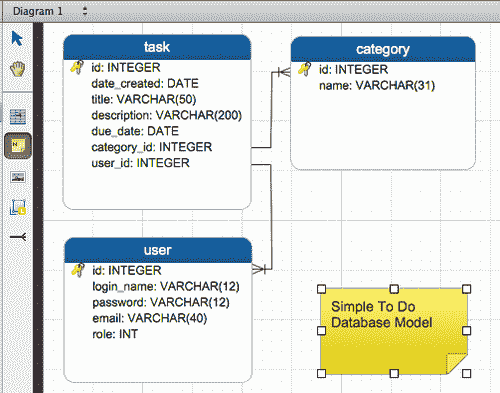 Diagram 1
task
id: INTEGER
date_created: DATE
title: VARCHAR(50)
description: VARCHAR(200)
due_date: DATE
category_id: INTEGER
user_id: INTEGER
category
id: INTEGER
name: VARCHAR(31)
user
id: INTEGER
login_name: VARCHAR(12)
password: VARCHAR(12)
email: VARCHAR(40)
role: INT
Simple To Do
Database Model